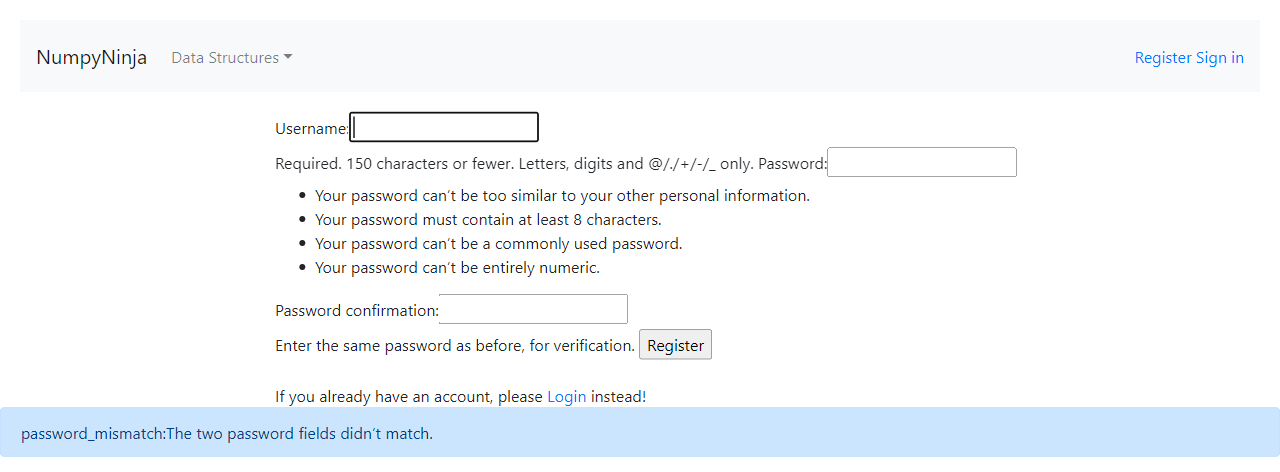 NumpyNinja Data Structures Register Sign in
Username:
Required. 150 characters or fewer. Letters, digits and @/./+/-/_ only. Password:
Your password can’t be too similar to your other personal information.
Your password must contain at least 8 characters.
Your password can’t be a commonly used password.
Your password can’t be entirely numeric.
Password confirmation:
Enter the same password as before, for verification. Register
If you already have an account, please Login instead!
password_mismatch:The two password fields didn’t match.